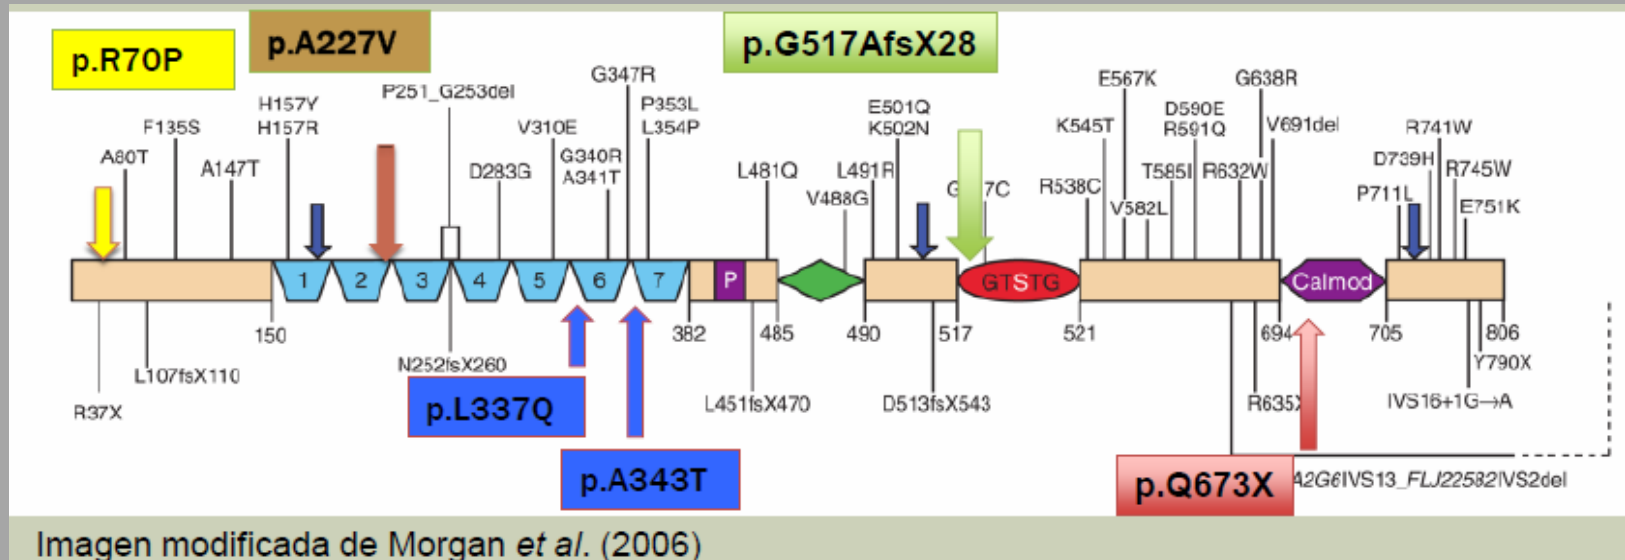 p.R70P
p.A227V
p.G517AfsX28
A80T
F135S
A147T
H157Y
H157R
P251_G253del
D283G
V310E
G340R
A341T
G347R
P353L
L354P
L481Q
V488G
L491R
E501Q
K502N
R538C
K545T
E567K
V582L
T585I
D590E
R591Q
R632W
G638R
V691del
P711L
D739H
R741W
R745W
E751K
1 2 3 4 5 6 7 P GTSTG Calmod
150 382 485 490 517 521 694 705 806
R37X
L107fsX110
N252fsX260
L451fsX470
D513fsX543
IVS16+1G→A
Y790X
p.L337Q
p.A343T
p.Q673X
A2G6IVS13_FLJ22582IVS2del
Imagen modificada de Morgan et al. (2006)